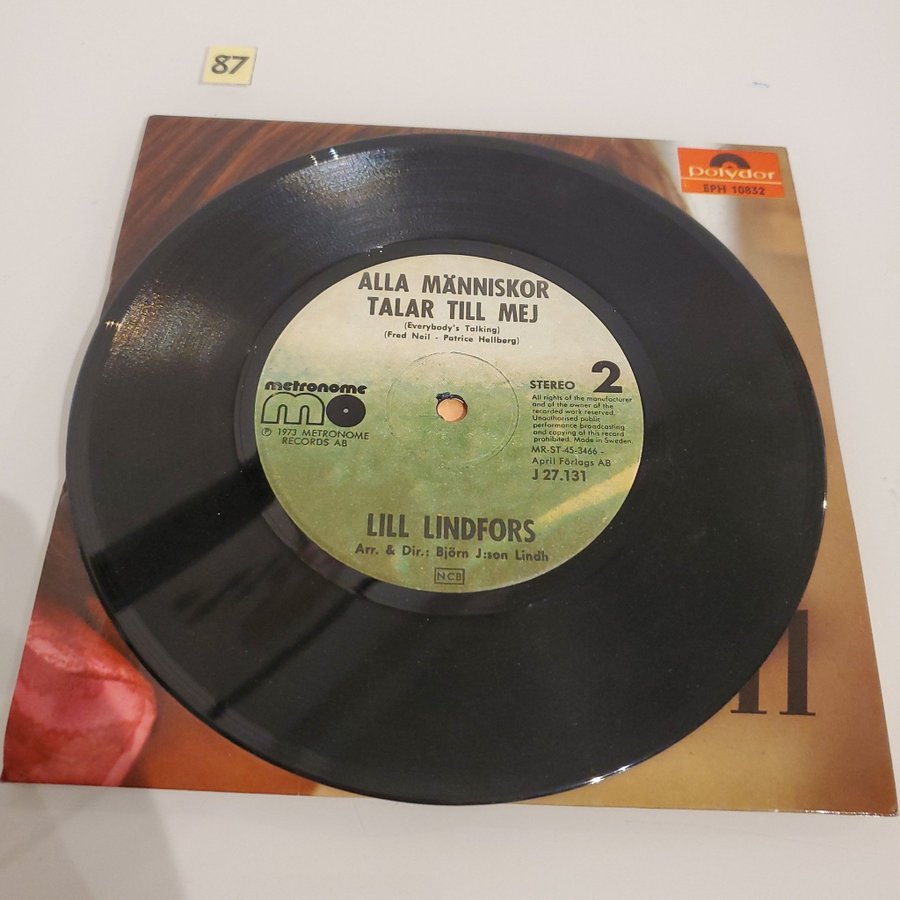 87
polydor
EPH 10832
ALLA MÄNNISKOR
TALAR TILL MEJ
(Everybody's Talking)
(Fred Neil - Patrice Hellberg)
metronome
mo
℗ 1973 METRONOME
RECORDS AB
STEREO 2
All rights of the manufacturer
and of the owner of the
recorded work reserved.
Unauthorised public
performance broadcasting
and copying of this record
prohibited. Made in Sweden.
MR-ST-45-3466 -
April Förlags AB
J 27.131
LILL LINDFORS
Arr. & Dir.: Björn J:son Lindh
NCB
ll